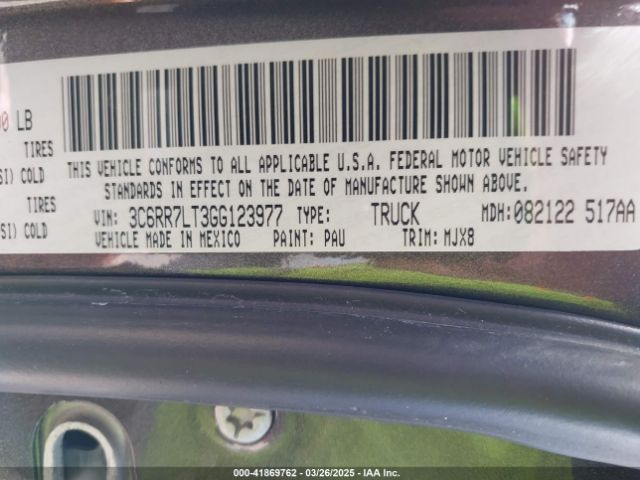 00 LB
TIRES
SI) COLD
TIRES
SI) COLD
THIS VEHICLE CONFORMS TO ALL APPLICABLE U.S.A. FEDERAL MOTOR VEHICLE SAFETY
STANDARDS IN EFFECT ON THE DATE OF MANUFACTURE SHOWN ABOVE.
VIN: 3C6RR7LT3GG123977 TYPE: TRUCK MDH:082122 517AA
VEHICLE MADE IN MEXICO PAINT: PAU TRIM: MJX8
000-41869762 - 03/26/2025 - IAA Inc.